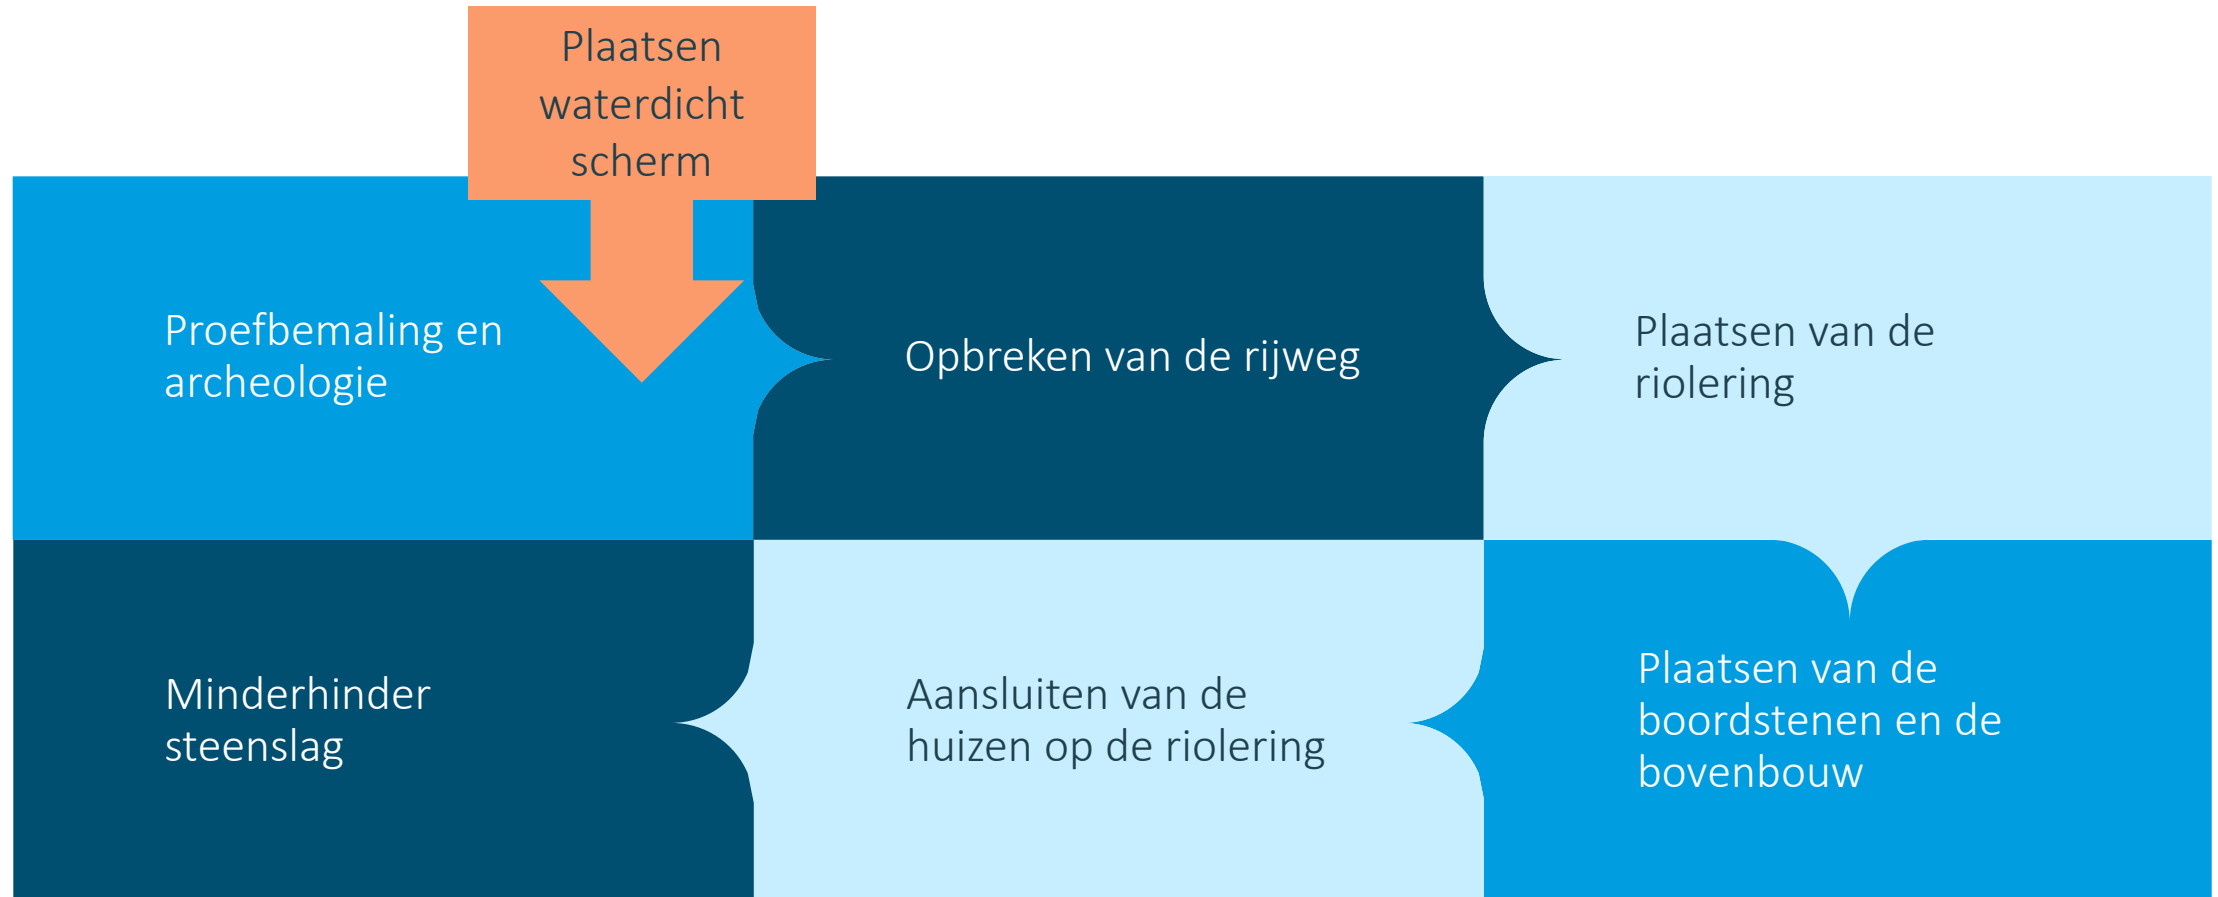 Plaatsen
waterdicht
scherm
Proefbemaling en
archeologie
Opbreken van de rijweg
Plaatsen van de
riolering
Plaatsen van de
boordstenen en de
bovenbouw
Aansluiten van de
huizen op de riolering
Minderhinder
steenslag